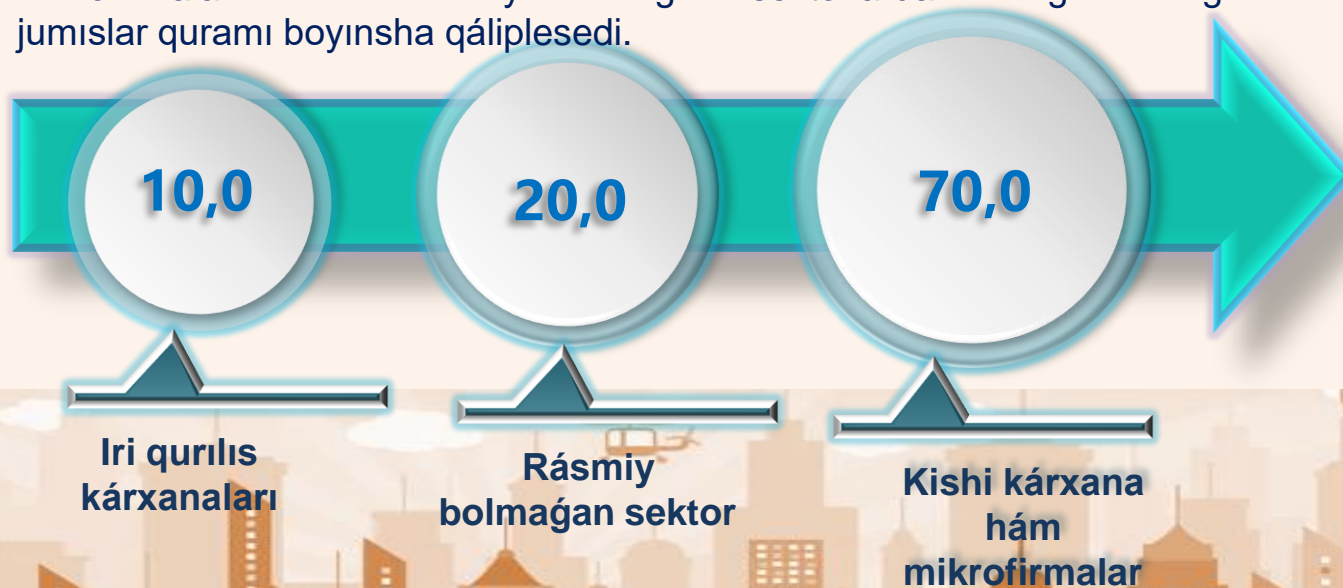 jumıslar quramı boyınsha qáliplesedi.
10,0
20,0
70,0
Iri qurılıs
kárxanaları
Rásmiy
bolmaǵan sektor
Kishi kárxana
hám
mikrofirmalar